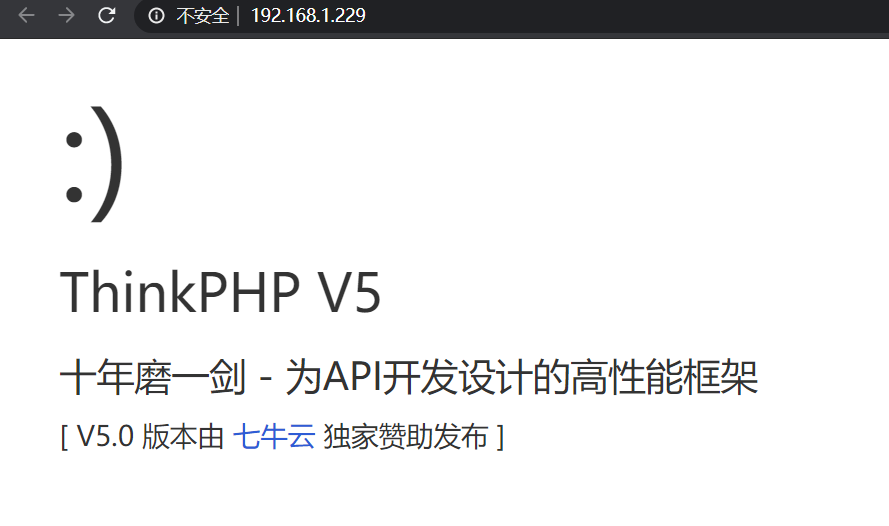 不安全 | 192.168.1.229
:)
ThinkPHP V5
十年磨一剑 - 为API开发设计的高性能框架
[ V5.0 版本由 七牛云 独家赞助发布 ]